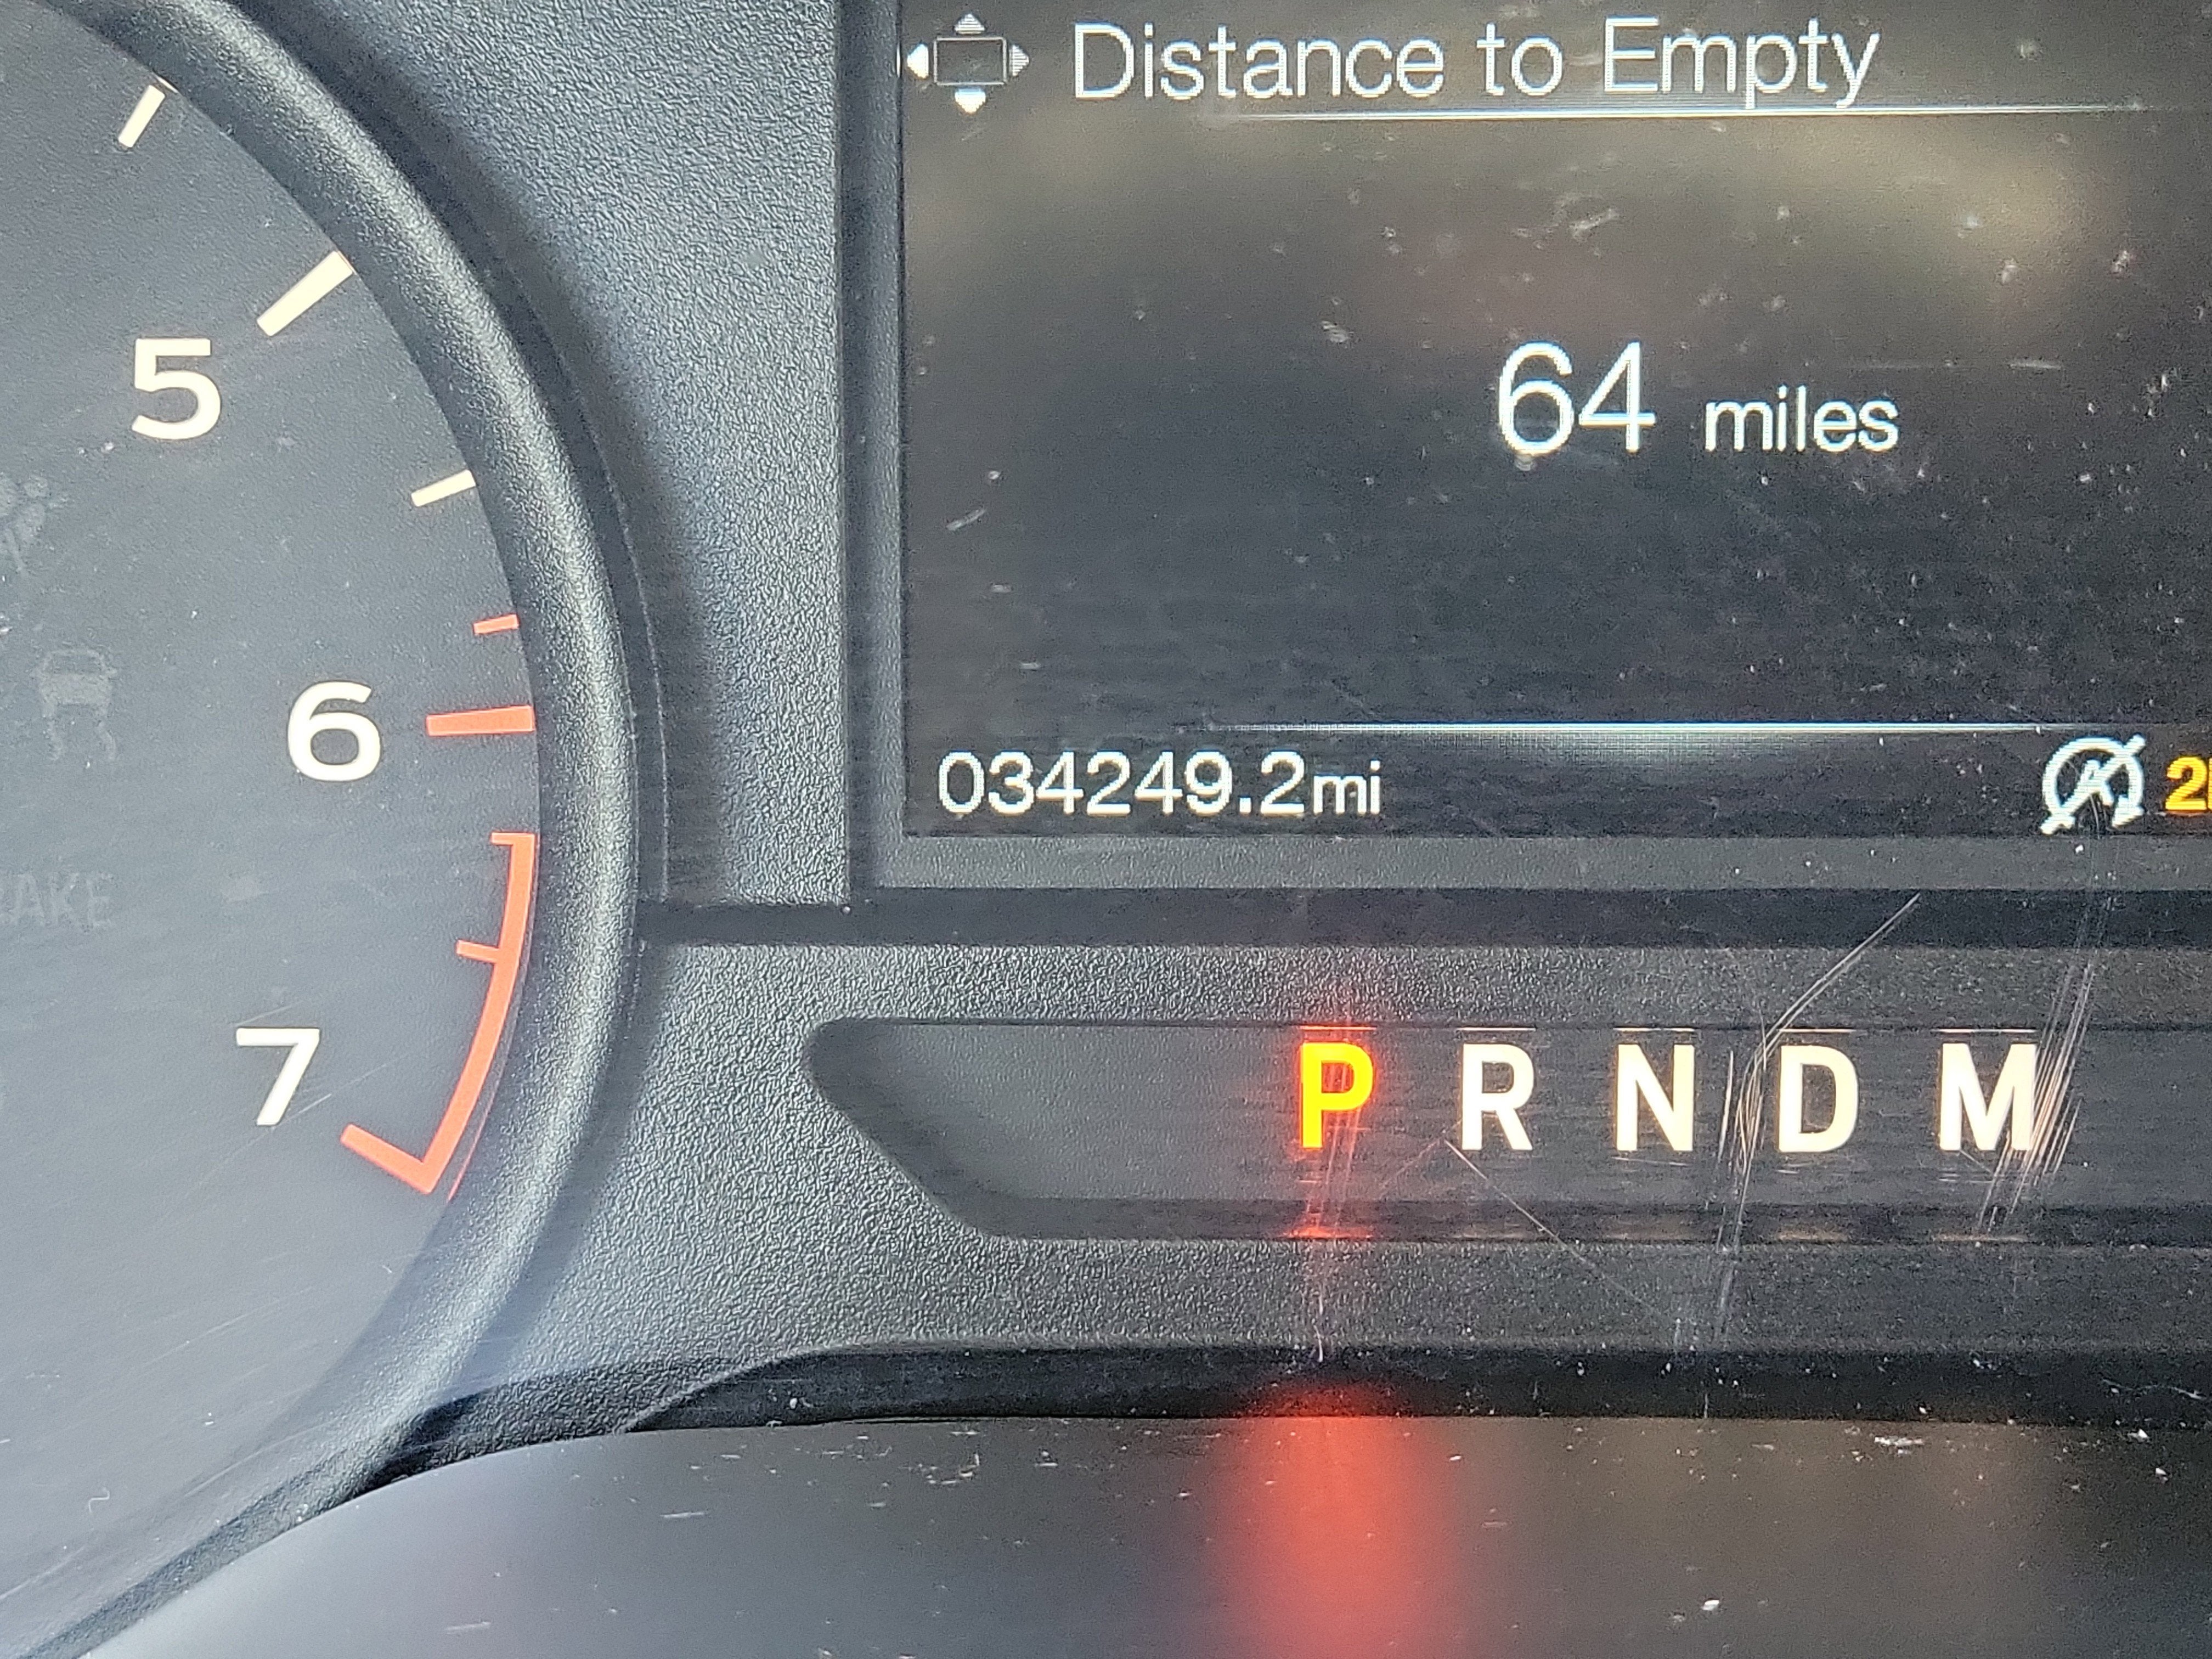 Distance to Empty
5
64 miles
6
034249.2mi
7
P R N D M